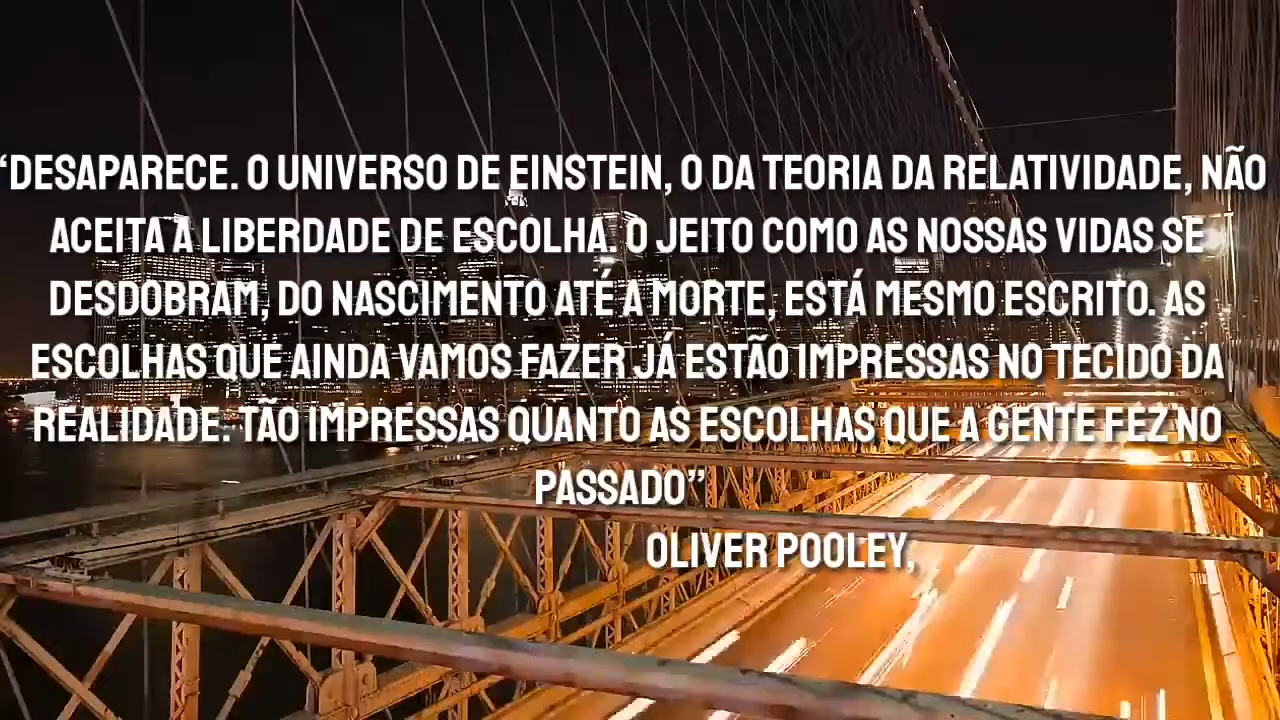 “DESAPARECE. O UNIVERSO DE EINSTEIN, O DA TEORIA DA RELATIVIDADE, NÃO
ACEITA A LIBERDADE DE ESCOLHA. O JEITO COMO AS NOSSAS VIDAS SE
DESDOBRAM, DO NASCIMENTO ATÉ A MORTE, ESTÁ MESMO ESCRITO. AS
ESCOLHAS QUE AINDA VAMOS FAZER JÁ ESTÃO IMPRESSAS NO TECIDO DA
REALIDADE. TÃO IMPRESSAS QUANTO AS ESCOLHAS QUE A GENTE FEZ NO
PASSADO”
OLIVER POOLEY,